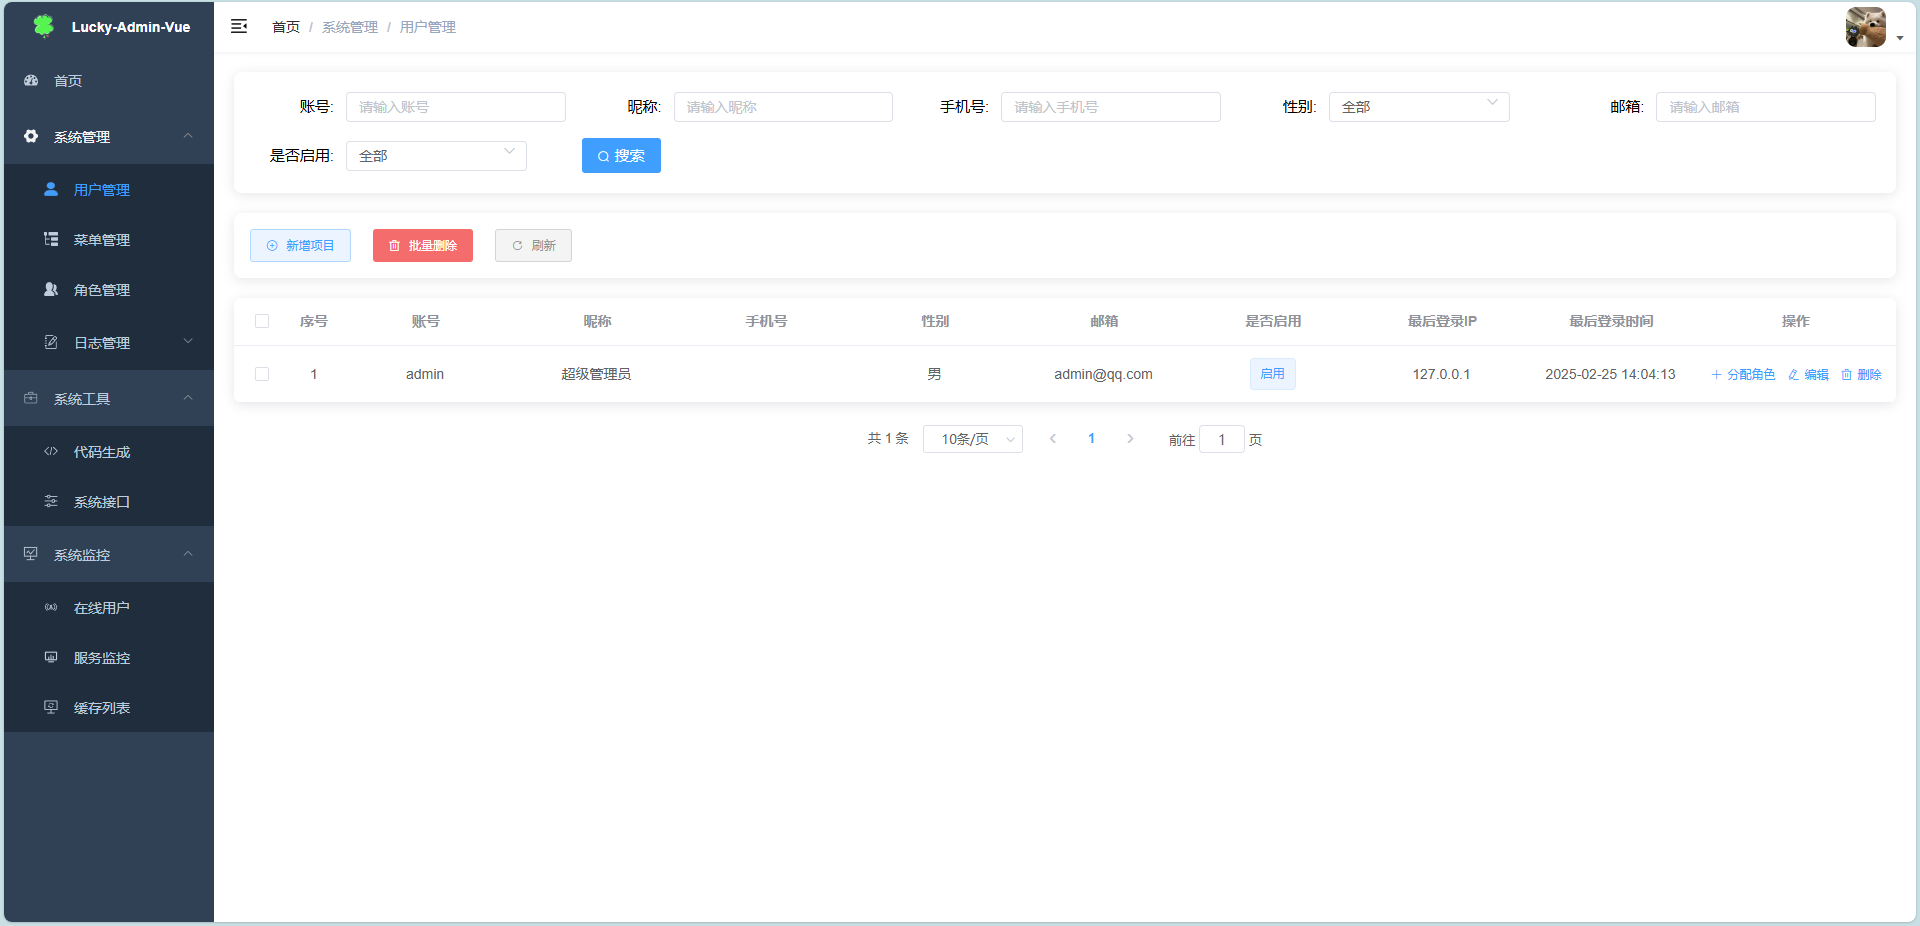 Lucky-Admin-Vue
首页
系统管理
用户管理
菜单管理
角色管理
日志管理
系统工具
代码生成
系统接口
系统监控
在线用户
服务监控
缓存列表
首页 / 系统管理 / 用户管理
账号: 请输入账号 昵称: 请输入昵称 手机号: 请输入手机号 性别: 全部 邮箱: 请输入邮箱
是否启用: 全部 搜索
新增项目 批量删除 刷新
序号 账号 昵称 手机号 性别 邮箱 是否启用 最后登录IP 最后登录时间 操作
1 admin 超级管理员 男 admin@qq.com 启用 127.0.0.1 2025-02-25 14:04:13 分配角色 编辑 删除
共 1 条 10条/页 1 前往 1 页